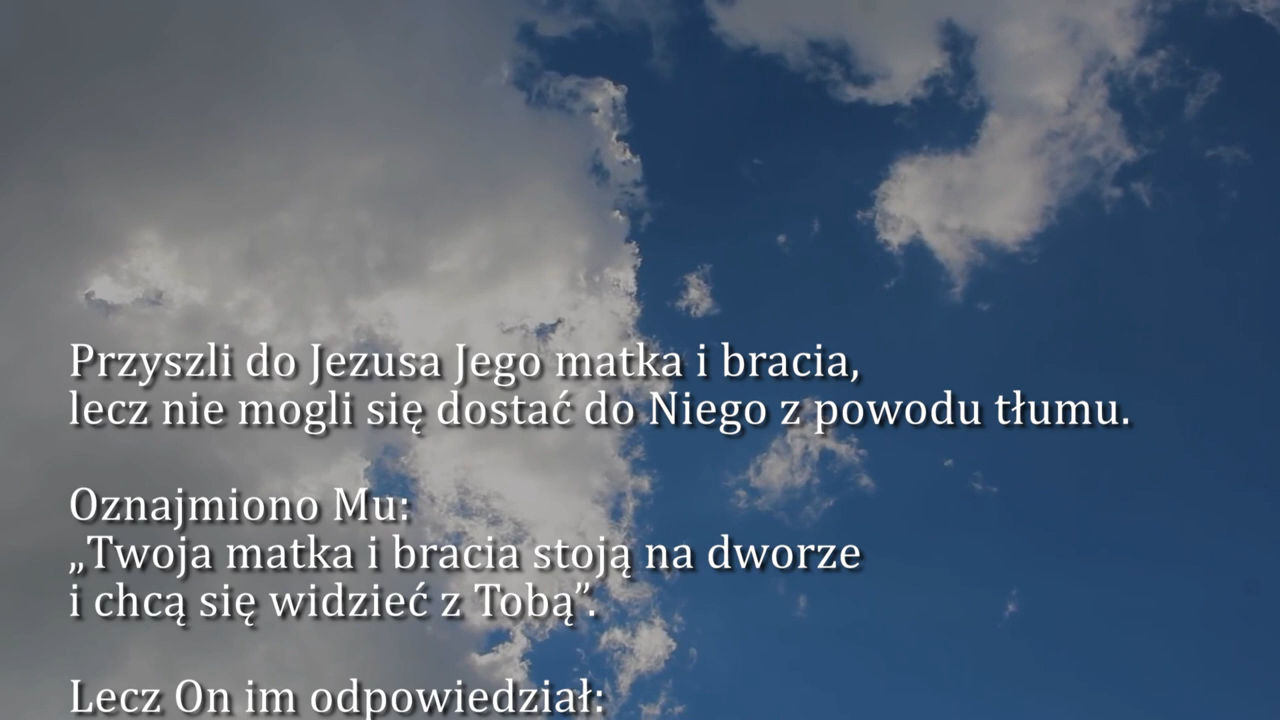 Przyszli do Jezusa Jego matka i bracia,
lecz nie mogli się dostać do Niego z powodu tłumu.
Oznajmiono Mu:
„Twoja matka i bracia stoją na dworze
i chcą się widzieć z Tobą”.
Lecz On im odpowiedział: